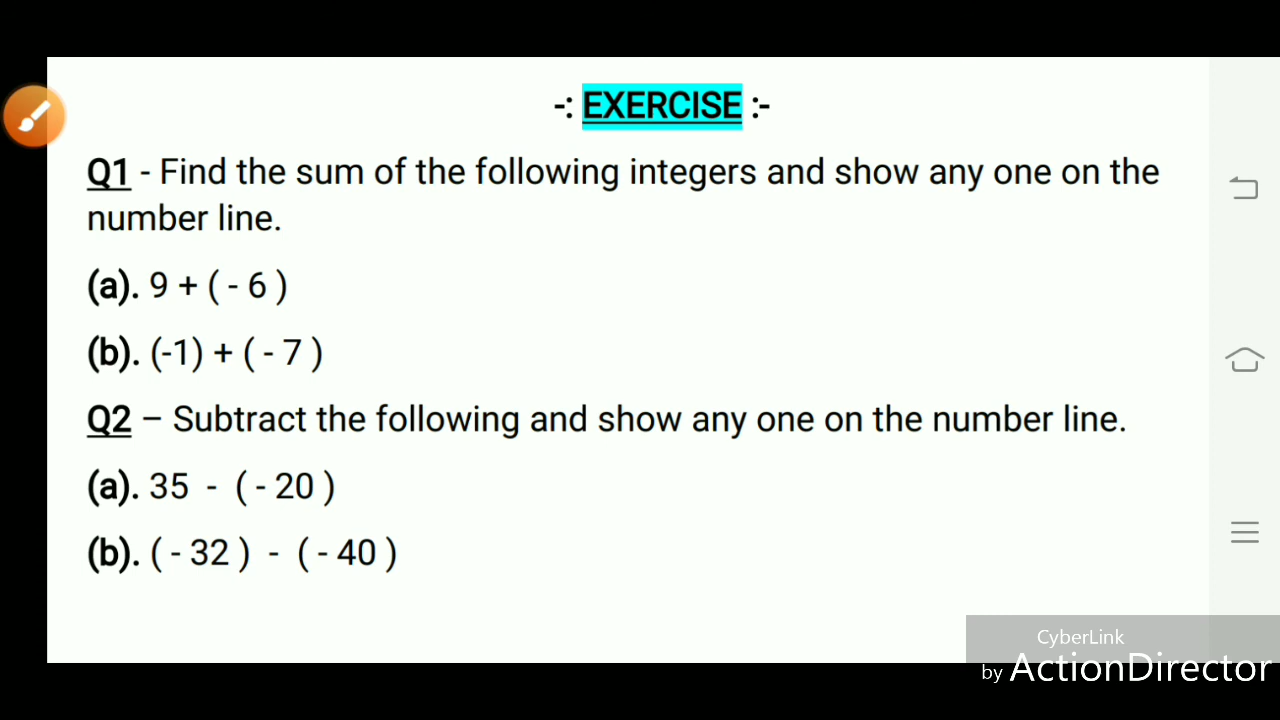 -: EXERCISE :-
Q1 - Find the sum of the following integers and show any one on the
number line.
(a). 9 + ( - 6 )
(b). (-1) + ( - 7 )
Q2 – Subtract the following and show any one on the number line.
(a). 35 - ( - 20 )
(b). ( - 32 ) - ( - 40 )
CyberLink
by ActionDirector